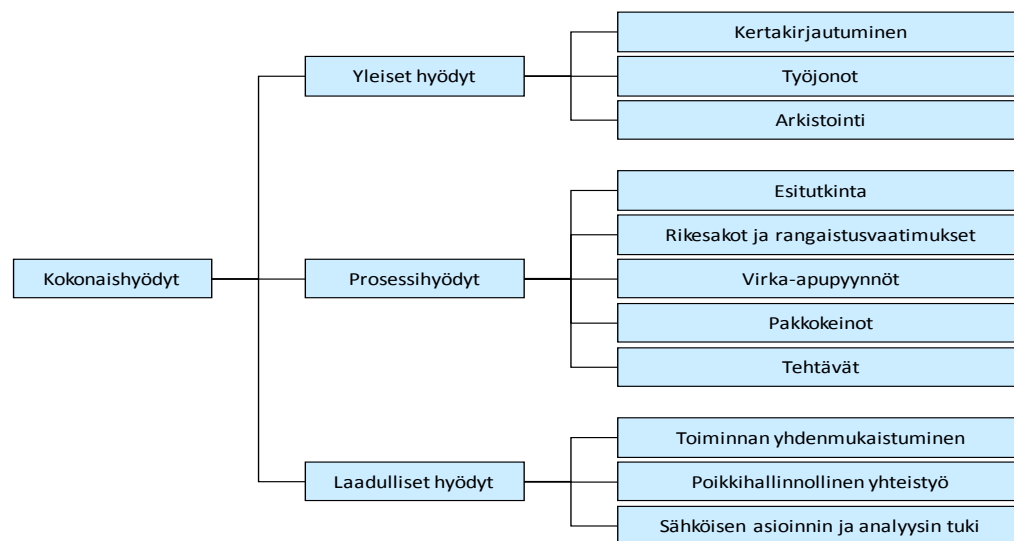 Kokonaishyödyt
Yleiset hyödyt
Kertakirjautuminen
Työjonot
Arkistointi
Prosessihyödyt
Esitutkinta
Rikesakot ja rangaistusvaatimukset
Virka-apupyynnöt
Pakkokeinot
Tehtävät
Laadulliset hyödyt
Toiminnan yhdenmukaistuminen
Poikkihallinnollinen yhteistyö
Sähköisen asioinnin ja analyysin tuki